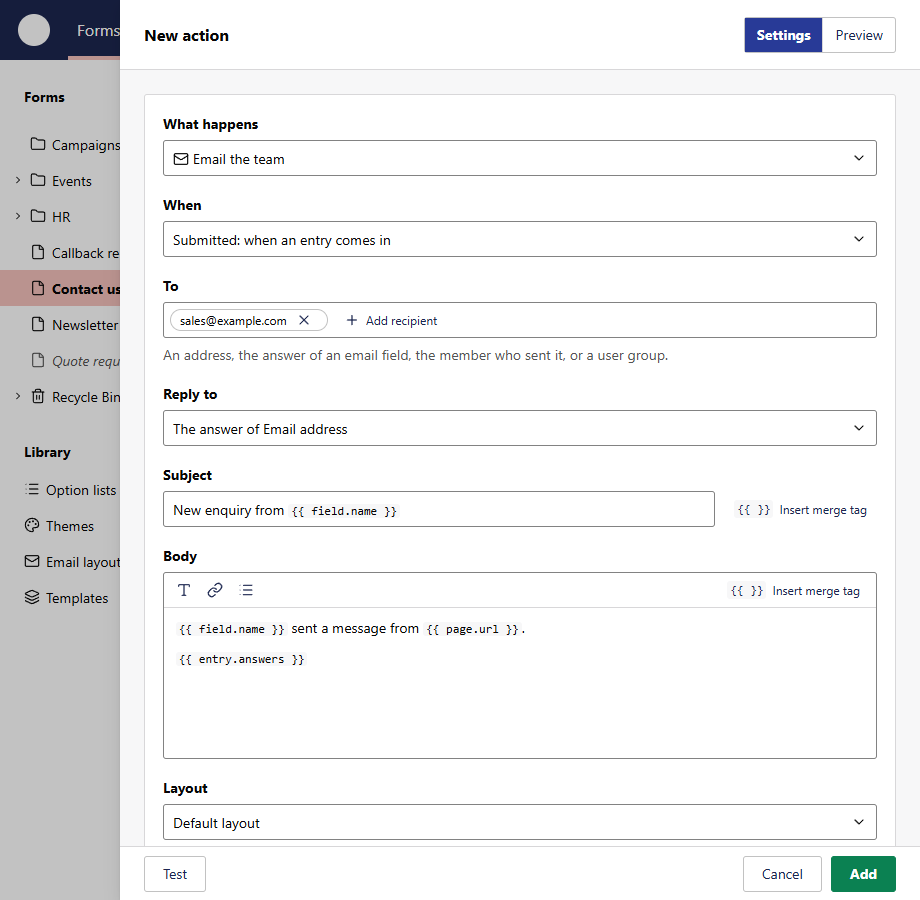 Forms
New action
Settings
Preview
Forms
Campaigns
Events
HR
Callback re
Contact us
Newsletter
Quote requ
Recycle Bin
Library
Option lists
Themes
Email layout
Templates
What happens
Email the team
When
Submitted: when an entry comes in
To
sales@example.com
Add recipient
An address, the answer of an email field, the member who sent it, or a user group.
Reply to
The answer of Email address
Subject
New enquiry from {{ field.name }}
{{ }} Insert merge tag
Body
{{ }} Insert merge tag
{{ field.name }} sent a message from {{ page.url }}.
{{ entry.answers }}
Layout
Default layout
Test
Cancel
Add